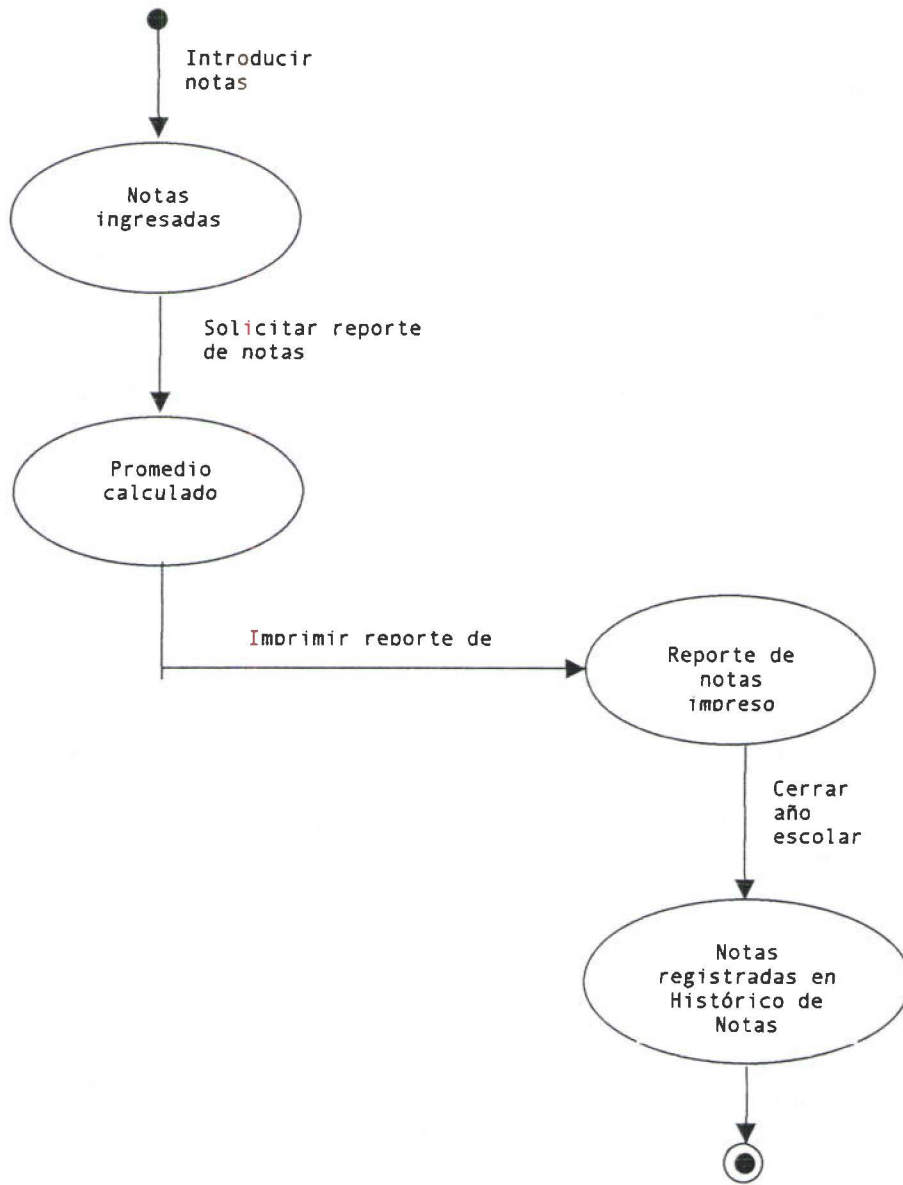 Introducir
notas
Notas
ingresadas
Solicitar reporte
de notas
Promedio
calculado
Imprimir reporte de
Reporte de
notas
impreso
Cerrar
año
escolar
Notas
registradas en
Histórico de
Notas